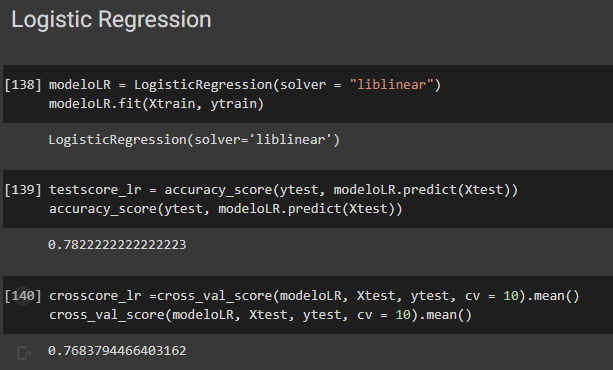 Logistic Regression
[138] modeloLR = LogisticRegression(solver = "liblinear")
modeloLR.fit(Xtrain, ytrain)
LogisticRegression(solver='liblinear')
[139] testscore_lr = accuracy_score(ytest, modeloLR.predict(Xtest))
accuracy_score(ytest, modeloLR.predict(Xtest))
0.7822222222222223
[140] crosscore_lr =cross_val_score(modeloLR, Xtest, ytest, cv = 10).mean()
cross_val_score(modeloLR, Xtest, ytest, cv = 10).mean()
0.7683794466403162